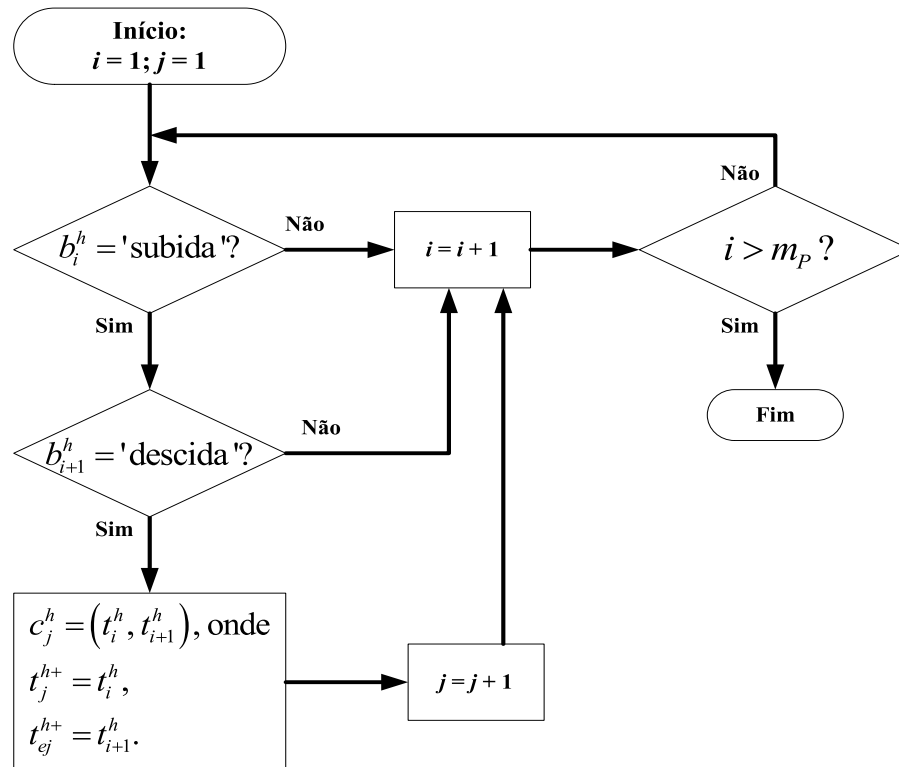 Início:
i = 1; j = 1
Não
b_i^h = 'subida'?
Não
i = i + 1
i > m_P ?
Sim
Sim
b_{i+1}^h = 'descida'?
Não
Fim
Sim
c_j^h = (t_i^h, t_{i+1}^h), onde
t_j^{h+} = t_i^h,
t_{ej}^{h+} = t_{i+1}^h.
j = j + 1